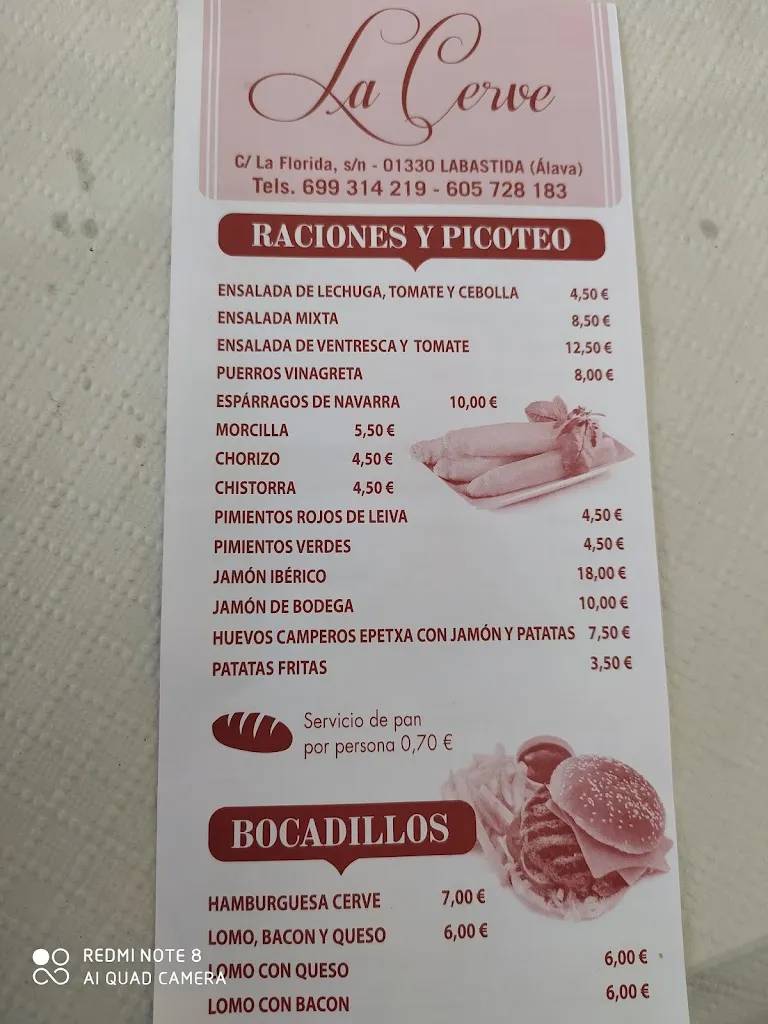 La Cerve
C/ La Florida, s/n - 01330 LABASTIDA (Álava)
Tels. 699 314 219 - 605 728 183
RACIONES Y PICOTEO
ENSALADA DE LECHUGA, TOMATE Y CEBOLLA 4,50 €
ENSALADA MIXTA 8,50 €
ENSALADA DE VENTRESCA Y TOMATE 12,50 €
PUERROS VINAGRETA 8,00 €
ESPÁRRAGOS DE NAVARRA 10,00 €
MORCILLA 5,50 €
CHORIZO 4,50 €
CHISTORRA 4,50 €
PIMIENTOS ROJOS DE LEIVA 4,50 €
PIMIENTOS VERDES 4,50 €
JAMÓN IBÉRICO 18,00 €
JAMÓN DE BODEGA 10,00 €
HUEVOS CAMPEROS EPETXA CON JAMÓN Y PATATAS 7,50 €
PATATAS FRITAS 3,50 €
Servicio de pan
por persona 0,70 €
BOCADILLOS
HAMBURGUESA CERVE 7,00 €
LOMO, BACON Y QUESO 6,00 €
LOMO CON QUESO 6,00 €
LOMO CON BACON 6,00 €
REDMI NOTE 8
AI QUAD CAMERA